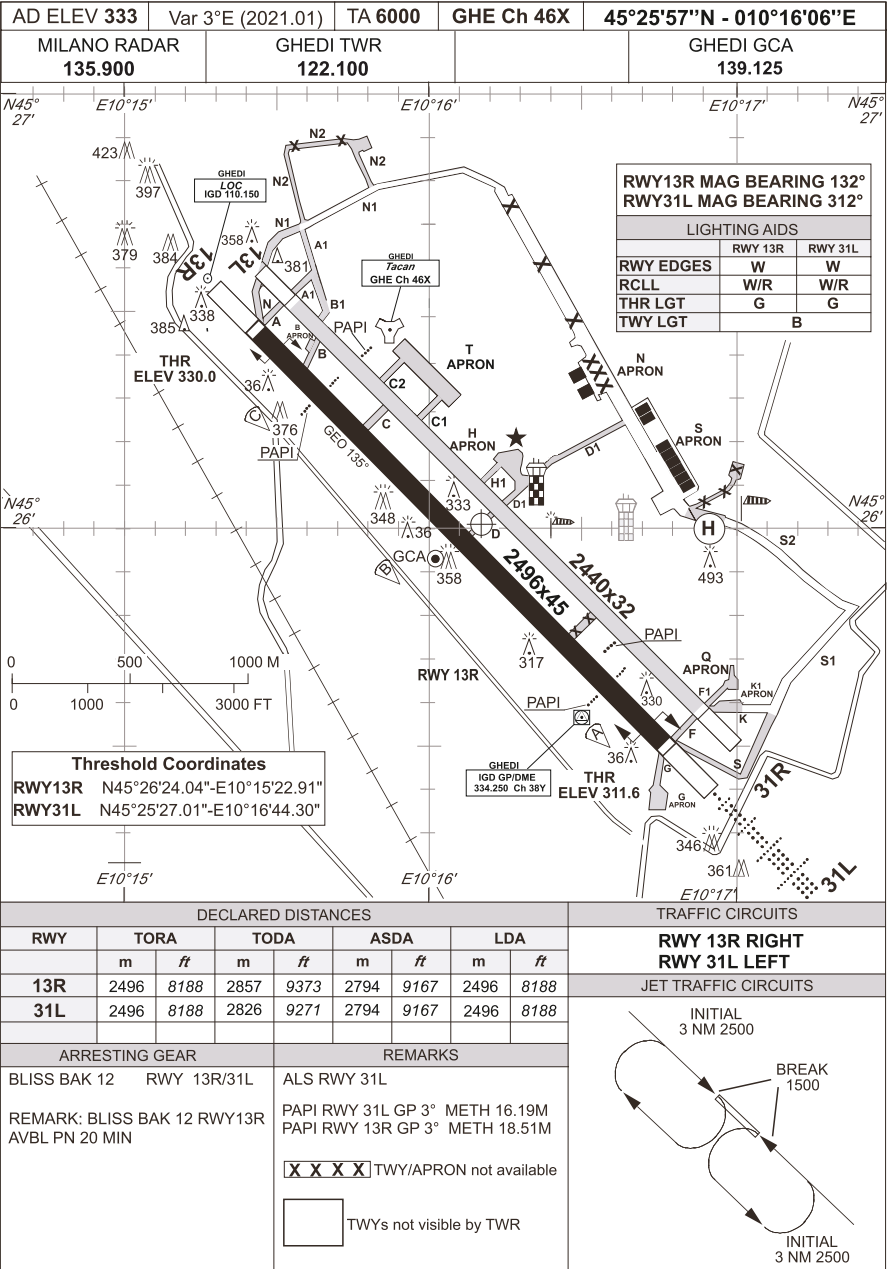 AD ELEV 333
Var 3°E (2021.01)
TA 6000
GHE Ch 46X
45°25'57''N - 010°16'06''E
MILANO RADAR
135.900
GHEDI TWR
122.100
GHEDI GCA
139.125
N45°
27'
E10°15'
E10°16'
E10°17'
N45°
27'
423
397
379
384
GHEDI
LOC
IGD 110.150
358
381
338
385
13R
13L
N2
N2
N2
N1
N1
A1
A1
B1
N
A
B
APRON
B
PAPI
GHEDI
Tacan
GHE Ch 46X
RWY13R MAG BEARING 132°
RWY31L MAG BEARING 312°
LIGHTING AIDS
RWY 13R
RWY 31L
RWY EDGES W W
RCLL W/R W/R
THR LGT G G
TWY LGT B
THR
ELEV 330.0
36
376
C
PAPI
GEO 135°
T
APRON
C2
C1
C
H
APRON
H1
D1
D1
N
APRON
S
APRON
N45°
26'
N45°
26'
333
348
36
GCA
358
B
D
H
493
S2
2496x45
2440x32
317
PAPI
RWY 13R
PAPI
330
A
36
Q
APRON
F1
K1
APRON
K
F
S1
S
G
G
APRON
0 500 1000 M
0 1000 3000 FT
GHEDI
IGD GP/DME
334.250 Ch 38Y
THR
ELEV 311.6
31R
31L
346
361
Threshold Coordinates
RWY13R N45°26'24.04"-E10°15'22.91"
RWY31L N45°25'27.01"-E10°16'44.30"
E10°15'
E10°16'
E10°17'
DECLARED DISTANCES
RWY TORA TODA ASDA LDA
m ft m ft m ft m ft
13R 2496 8188 2857 9373 2794 9167 2496 8188
31L 2496 8188 2826 9271 2794 9167 2496 8188
TRAFFIC CIRCUITS
RWY 13R RIGHT
RWY 31L LEFT
JET TRAFFIC CIRCUITS
INITIAL
3 NM 2500
BREAK
1500
INITIAL
3 NM 2500
ARRESTING GEAR
BLISS BAK 12 RWY 13R/31L
REMARK: BLISS BAK 12 RWY13R
AVBL PN 20 MIN
REMARKS
ALS RWY 31L
PAPI RWY 31L GP 3° METH 16.19M
PAPI RWY 13R GP 3° METH 18.51M
X X X X TWY/APRON not available
TWYs not visible by TWR